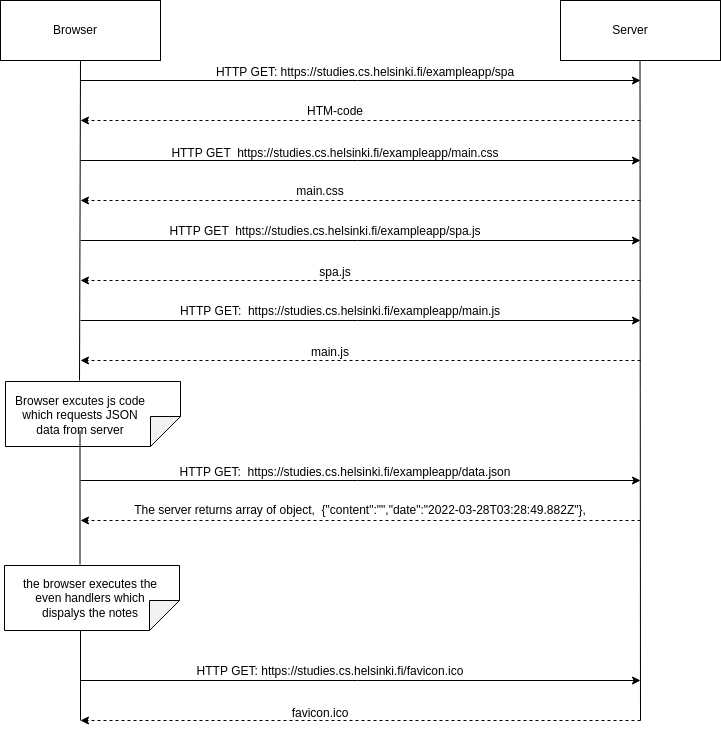 Browser
Server
HTTP GET: https://studies.cs.helsinki.fi/exampleapp/spa
HTM-code
HTTP GET  https://studies.cs.helsinki.fi/exampleapp/main.css
main.css
HTTP GET  https://studies.cs.helsinki.fi/exampleapp/spa.js
spa.js
HTTP GET:  https://studies.cs.helsinki.fi/exampleapp/main.js
main.js
Browser excutes js code
which requests JSON
data from server
HTTP GET:  https://studies.cs.helsinki.fi/exampleapp/data.json
The server returns array of object,  {"content":"","date":"2022-03-28T03:28:49.882Z"},
the browser executes the
even handlers which
dispalys the notes
HTTP GET: https://studies.cs.helsinki.fi/favicon.ico
favicon.ico